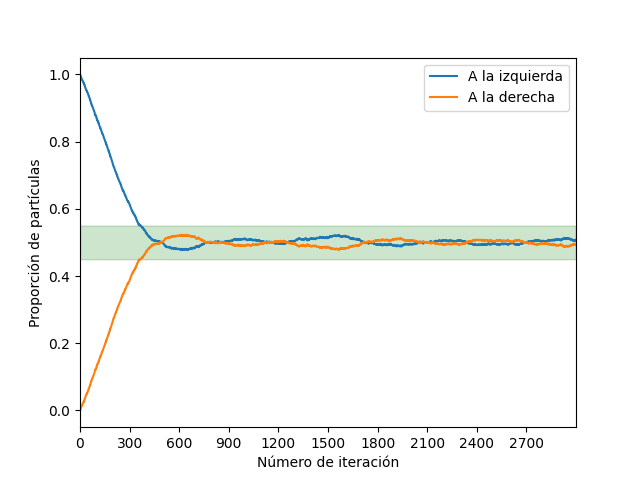 A la izquierda
A la derecha
Proporción de partículas
1.0
0.8
0.6
0.4
0.2
0.0
0 300 600 900 1200 1500 1800 2100 2400 2700
Número de iteración